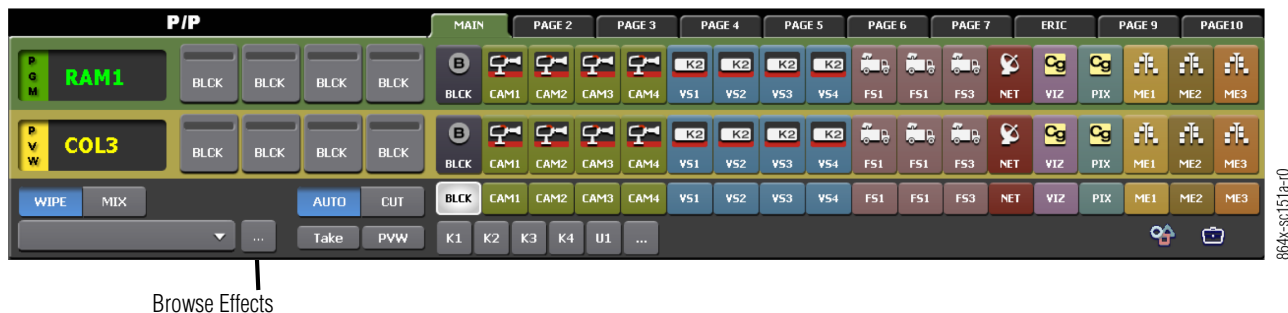 P/P MAIN PAGE 2 PAGE 3 PAGE 4 PAGE 5 PAGE 6 PAGE 7 ERIC PAGE 9 PAGE10
PGM RAM1 BLCK BLCK BLCK BLCK B K2 K2 K2 K2 Cg Cg
BLCK CAM1 CAM2 CAM3 CAM4 VS1 VS2 VS3 VS4 FS1 FS1 FS3 NET VIZ PIX ME1 ME2 ME3
PVW COL3 BLCK BLCK BLCK BLCK B K2 K2 K2 K2 Cg Cg
BLCK CAM1 CAM2 CAM3 CAM4 VS1 VS2 VS3 VS4 FS1 FS1 FS3 NET VIZ PIX ME1 ME2 ME3
WIPE MIX AUTO CUT BLCK CAM1 CAM2 CAM3 CAM4 VS1 VS2 VS3 VS4 FS1 FS1 FS3 NET VIZ PIX ME1 ME2 ME3
... Take PVW K1 K2 K3 K4 U1 ...
Browse Effects
864x-sc151a-r0